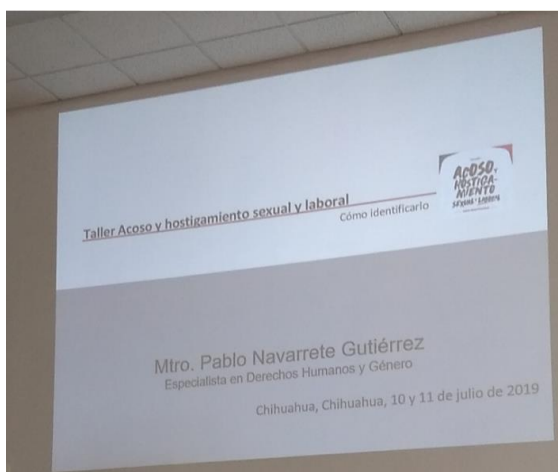 Taller Acoso y hostigamiento sexual y laboral
Cómo identificarlo
ACOSO,
HOSTIGA-
MIENTO
SEXUAL Y LABORAL
Mtro. Pablo Navarrete Gutiérrez
Especialista en Derechos Humanos y Género
Chihuahua, Chihuahua, 10 y 11 de julio de 2019